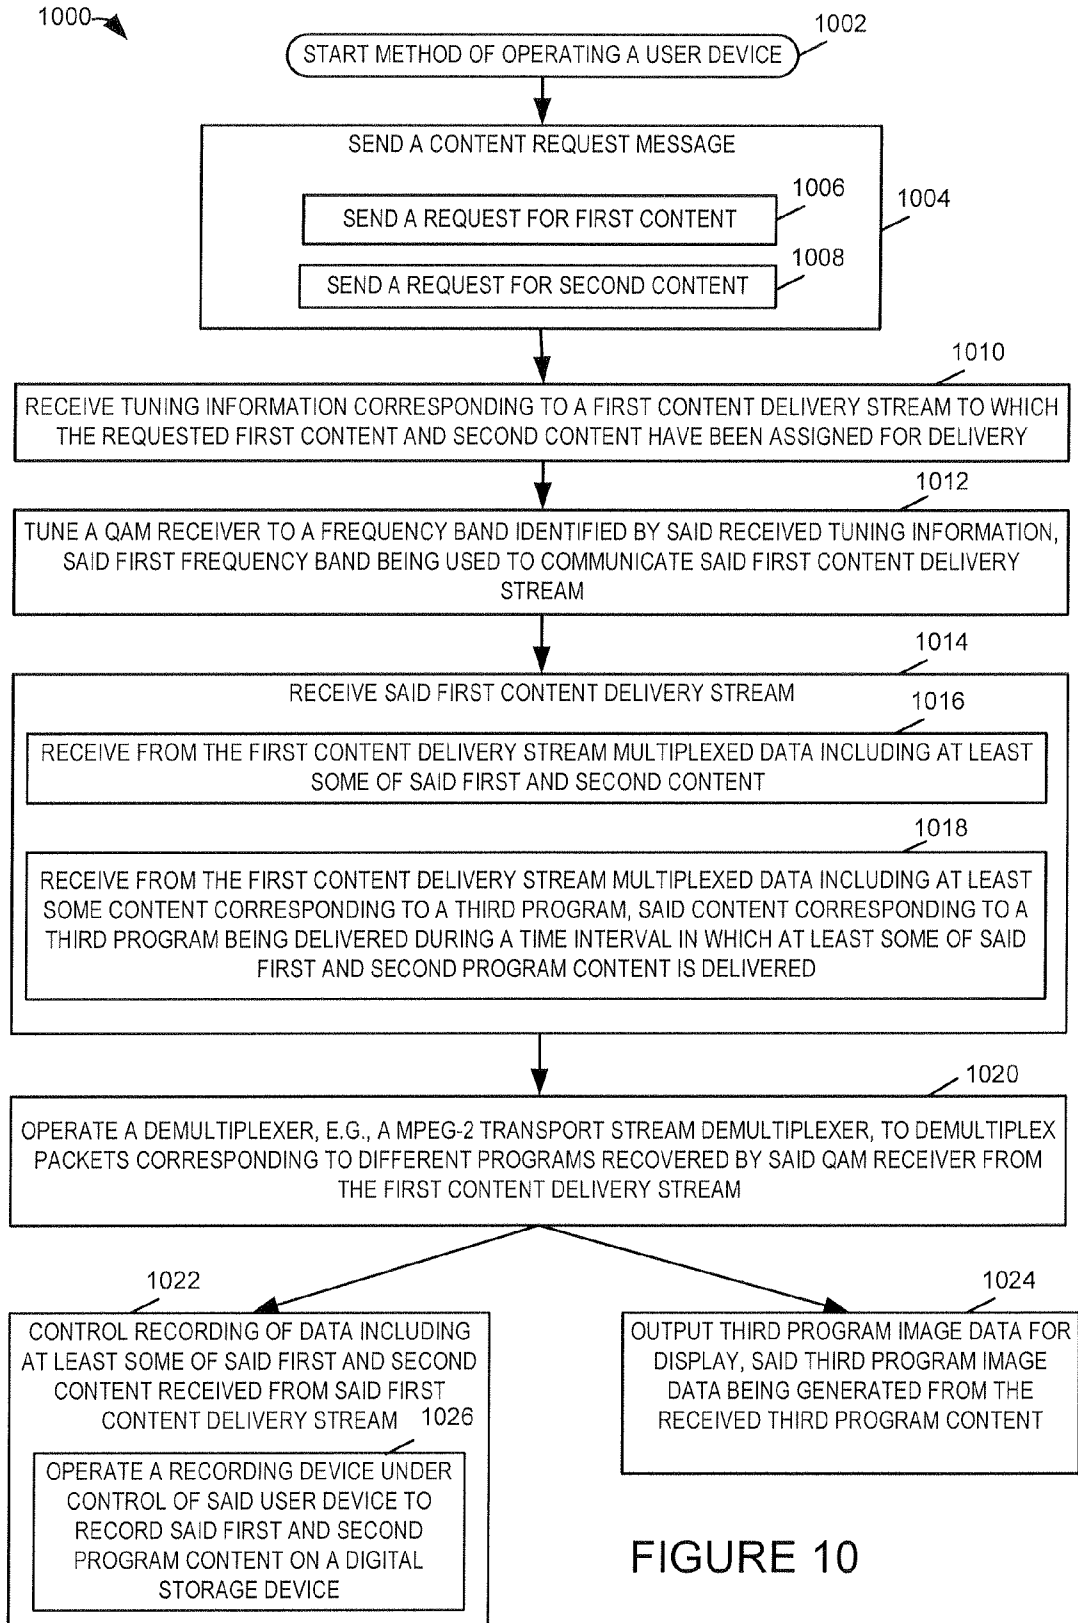 1000
START METHOD OF OPERATING A USER DEVICE
1002
SEND A CONTENT REQUEST MESSAGE
1004
1006
SEND A REQUEST FOR FIRST CONTENT
1008
SEND A REQUEST FOR SECOND CONTENT
1010
RECEIVE TUNING INFORMATION CORRESPONDING TO A FIRST CONTENT DELIVERY STREAM TO WHICH
THE REQUESTED FIRST CONTENT AND SECOND CONTENT HAVE BEEN ASSIGNED FOR DELIVERY
1012
TUNE A QAM RECEIVER TO A FREQUENCY BAND IDENTIFIED BY SAID RECEIVED TUNING INFORMATION,
SAID FIRST FREQUENCY BAND BEING USED TO COMMUNICATE SAID FIRST CONTENT DELIVERY
STREAM
1014
RECEIVE SAID FIRST CONTENT DELIVERY STREAM
1016
RECEIVE FROM THE FIRST CONTENT DELIVERY STREAM MULTIPLEXED DATA INCLUDING AT LEAST
SOME OF SAID FIRST AND SECOND CONTENT
1018
RECEIVE FROM THE FIRST CONTENT DELIVERY STREAM MULTIPLEXED DATA INCLUDING AT LEAST
SOME CONTENT CORRESPONDING TO A THIRD PROGRAM, SAID CONTENT CORRESPONDING TO A
THIRD PROGRAM BEING DELIVERED DURING A TIME INTERVAL IN WHICH AT LEAST SOME OF SAID
FIRST AND SECOND PROGRAM CONTENT IS DELIVERED
1020
OPERATE A DEMULTIPLEXER, E.G., A MPEG-2 TRANSPORT STREAM DEMULTIPLEXER, TO DEMULTIPLEX
PACKETS CORRESPONDING TO DIFFERENT PROGRAMS RECOVERED BY SAID QAM RECEIVER FROM
THE FIRST CONTENT DELIVERY STREAM
1022
CONTROL RECORDING OF DATA INCLUDING
AT LEAST SOME OF SAID FIRST AND SECOND
CONTENT RECEIVED FROM SAID FIRST
CONTENT DELIVERY STREAM
1026
OPERATE A RECORDING DEVICE UNDER
CONTROL OF SAID USER DEVICE TO
RECORD SAID FIRST AND SECOND
PROGRAM CONTENT ON A DIGITAL
STORAGE DEVICE
1024
OUTPUT THIRD PROGRAM IMAGE DATA FOR
DISPLAY, SAID THIRD PROGRAM IMAGE
DATA BEING GENERATED FROM THE
RECEIVED THIRD PROGRAM CONTENT
FIGURE 10